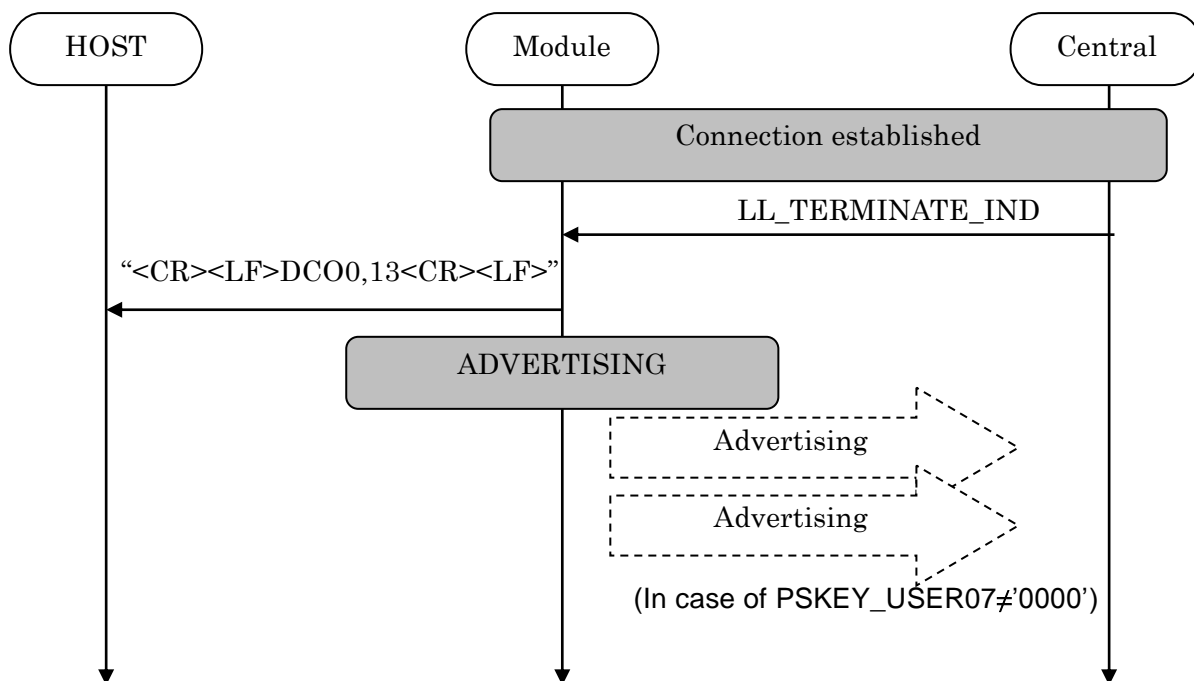 HOST
Module
Central
Connection established
LL_TERMINATE_IND
“<CR><LF>DCO0,13<CR><LF>”
ADVERTISING
Advertising
Advertising
(In case of PSKEY_USER07≠'0000')